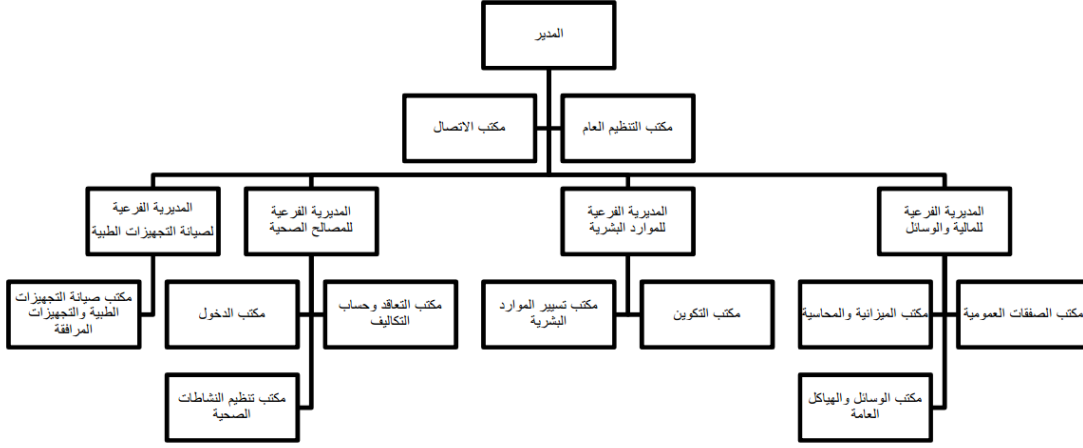 المدير
مكتب التنظيم العام
مكتب الاتصال
المديرية الفرعية
للمالية والوسائل
المديرية الفرعية
للموارد البشرية
المديرية الفرعية
للمصالح الصحية
المديرية الفرعية
لصيانة التجهيزات الطبية
مكتب الصفقات العمومية
مكتب الميزانية والمحاسبة
مكتب التكوين
مكتب تسيير الموارد
البشرية
مكتب التعاقد وحساب
التكاليف
مكتب الدخول
مكتب صيانة التجهيزات
الطبية والتجهيزات
المرافقة
مكتب الوسائل والهياكل
العامة
مكتب تنظيم النشاطات
الصحية